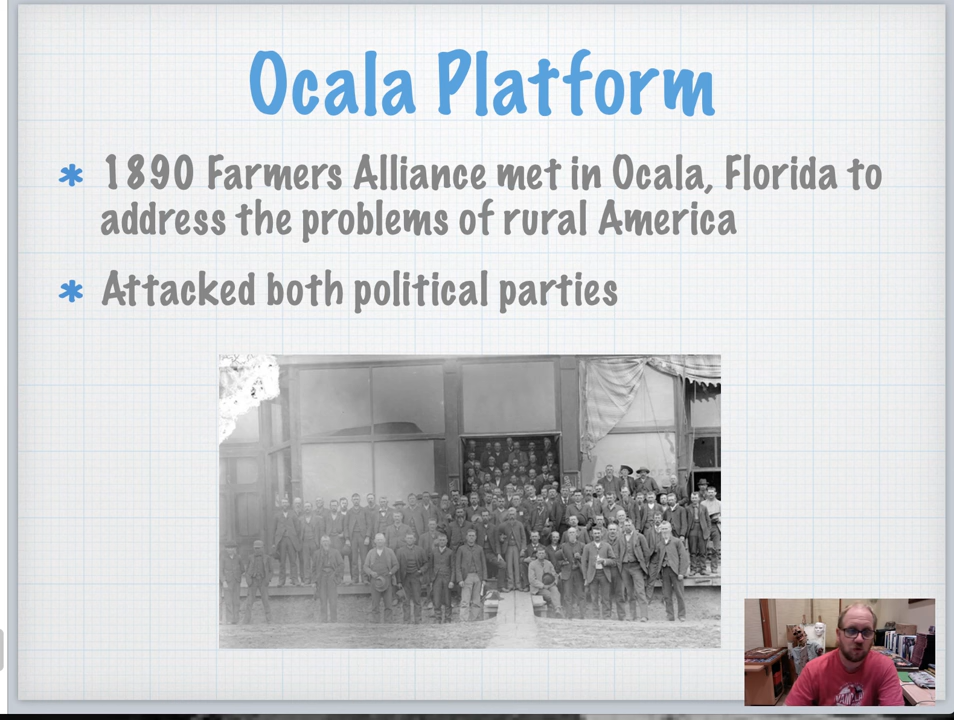 Ocala Platform
* 1890 Farmers Alliance met in Ocala, Florida to
address the problems of rural America
* Attacked both political parties